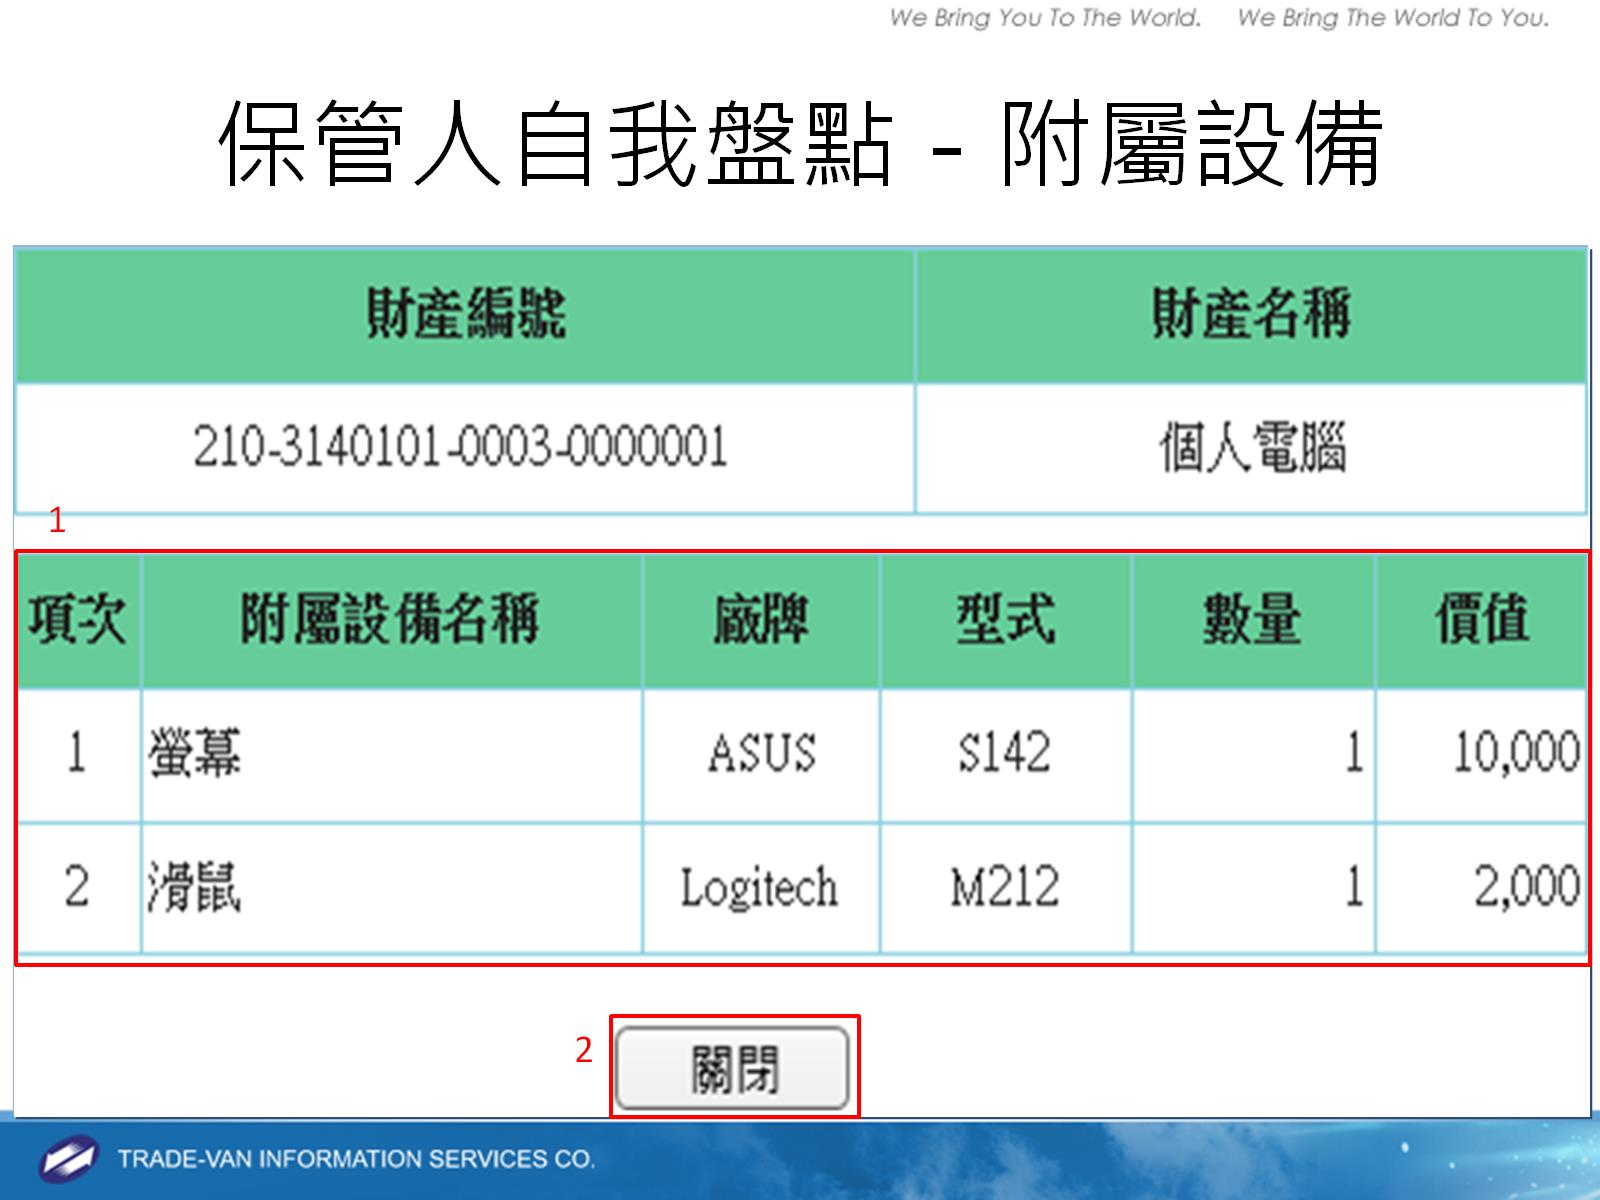 We Bring You To The World. We Bring The World To You.
保管人自我盤點 - 附屬設備
財產編號 財產名稱
210-3140101-0003-0000001 個人電腦
1
項次 附屬設備名稱 廠牌 型式 數量 價值
1 螢幕 ASUS S142 1 10,000
2 滑鼠 Logitech M212 1 2,000
2 關閉
TRADE-VAN INFORMATION SERVICES CO.